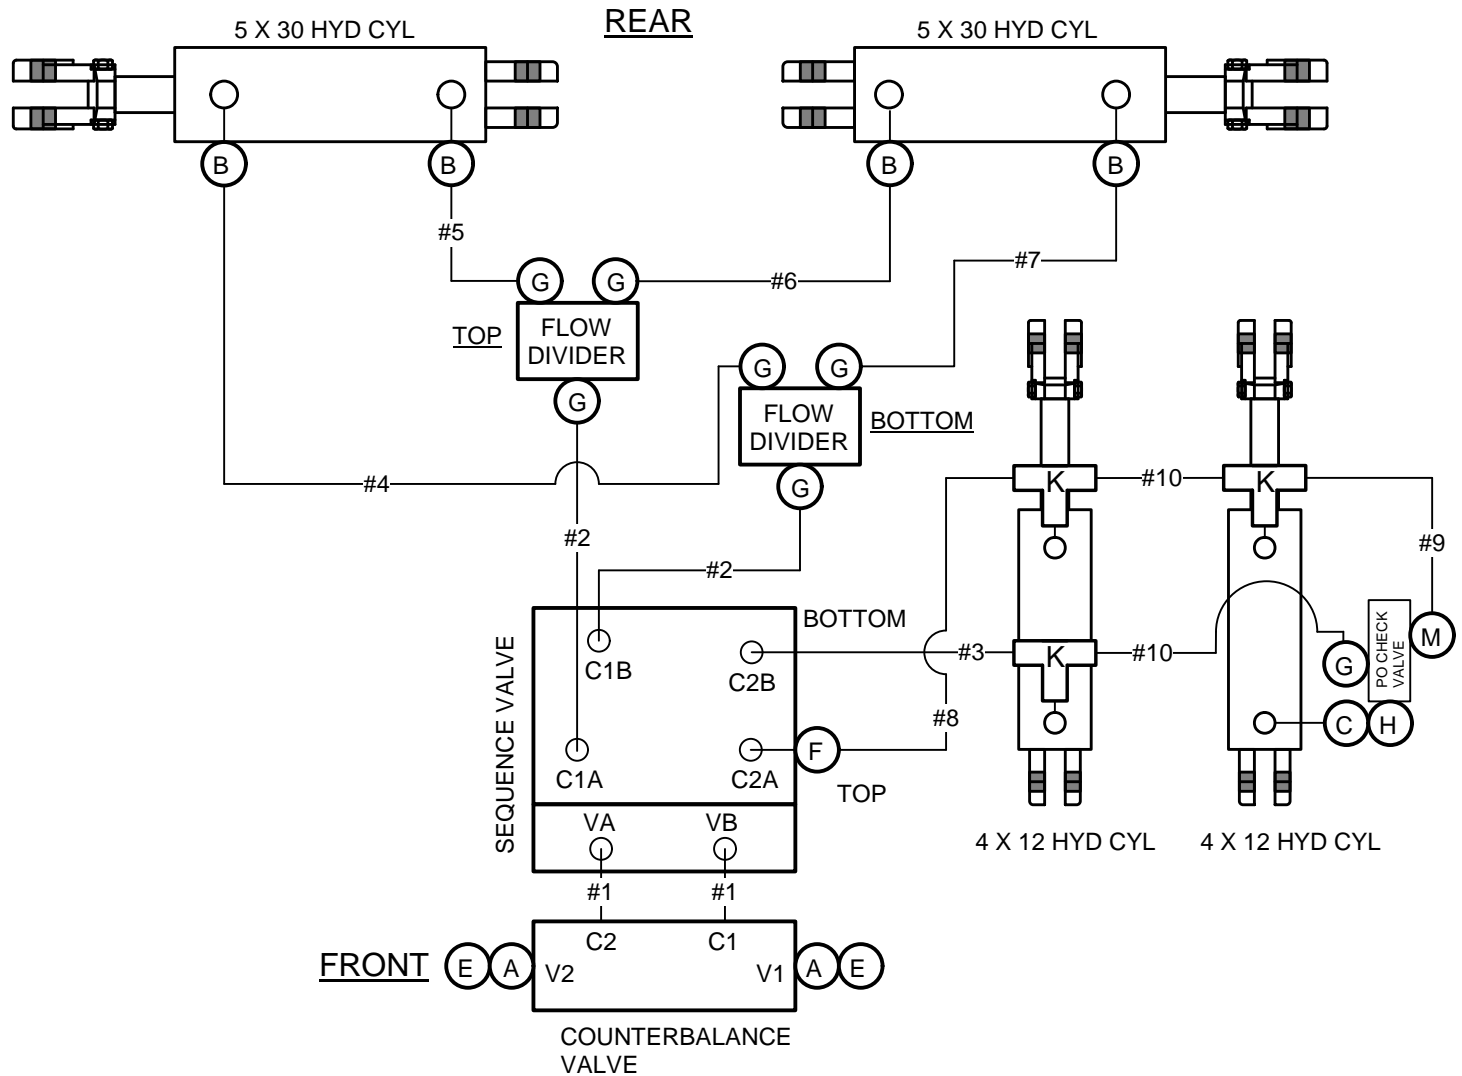 REAR
5 X 30 HYD CYL
5 X 30 HYD CYL
B
B
B
B
#5
#6
#7
G
G
TOP
FLOW
DIVIDER
G
G
G
FLOW
DIVIDER
BOTTOM
G
#4
#2
#2
K
#10
K
#9
SEQUENCE VALVE
BOTTOM
C1B
C2B
#3
K
#10
G
PO CHECK
VALVE
M
C1A
C2A
F
#8
TOP
C
H
VA
VB
4 X 12 HYD CYL
4 X 12 HYD CYL
#1
#1
FRONT
E
A
V2
C2
C1
V1
A
E
COUNTERBALANCE
VALVE